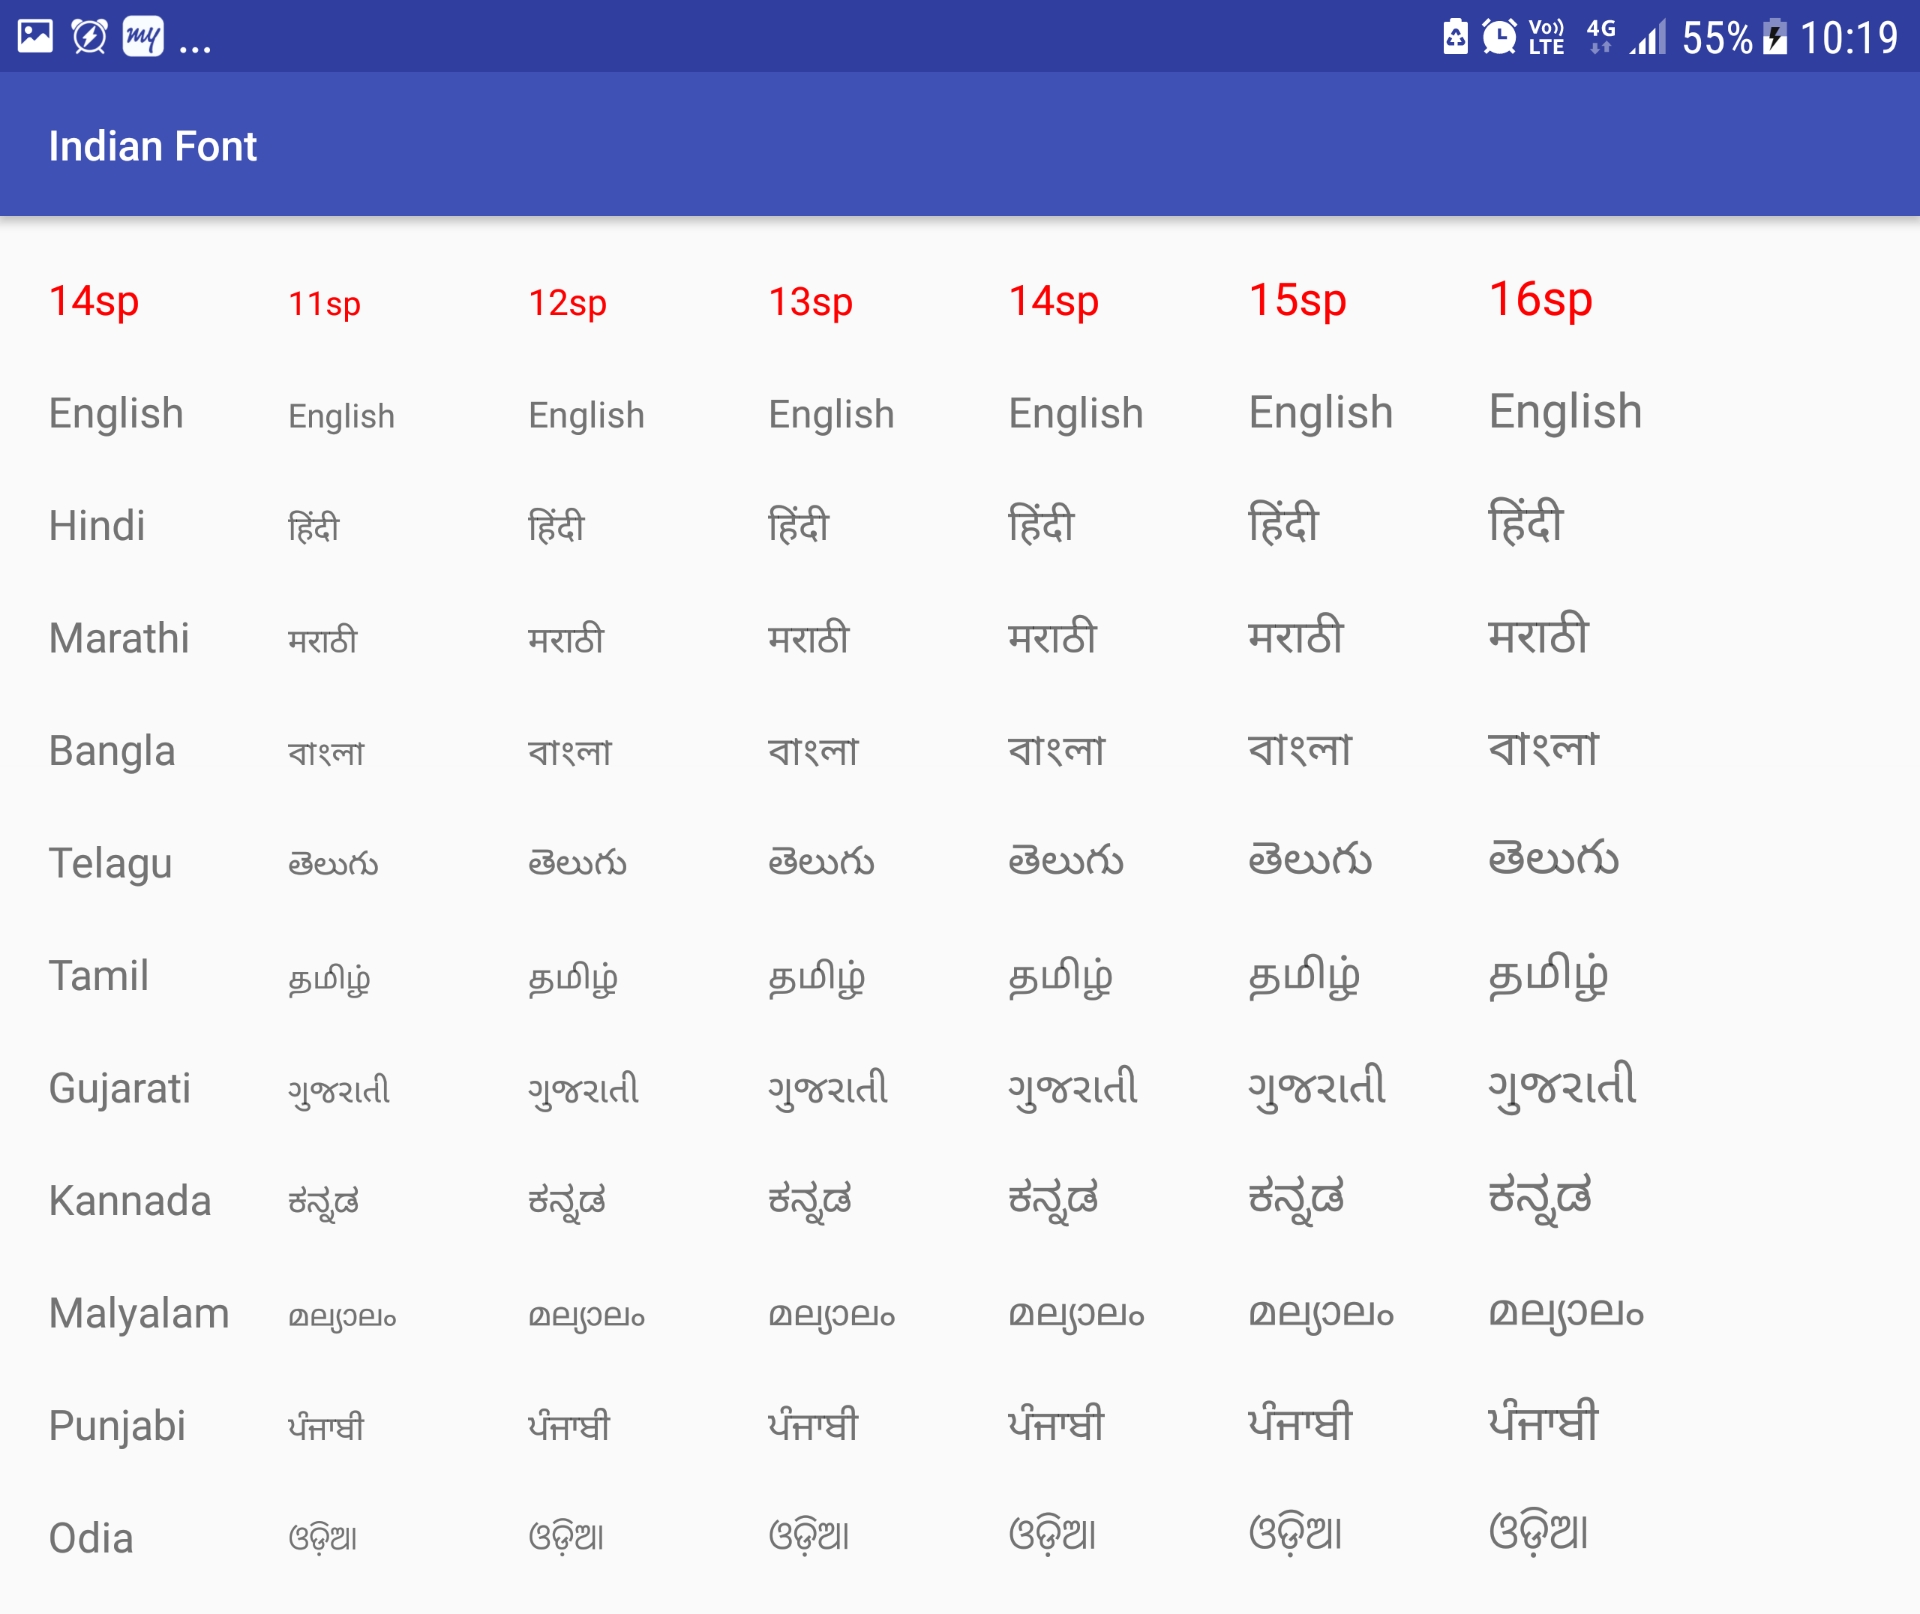 my ... Vo)) LTE 4G 55% 10:19
Indian Font
14sp 11sp 12sp 13sp 14sp 15sp 16sp
English English English English English English English
Hindi हिंदी हिंदी हिंदी हिंदी हिंदी हिंदी
Marathi मराठी मराठी मराठी मराठी मराठी मराठी
Bangla বাংলা বাংলা বাংলা বাংলা বাংলা বাংলা
Telagu తెలుగు తెలుగు తెలుగు తెలుగు తెలుగు తెలుగు
Tamil தமிழ் தமிழ் தமிழ் தமிழ் தமிழ் தமிழ்
Gujarati ગુજરાતી ગુજરાતી ગુજરાતી ગુજરાતી ગુજરાતી ગુજરાતી
Kannada ಕನ್ನಡ ಕನ್ನಡ ಕನ್ನಡ ಕನ್ನಡ ಕನ್ನಡ ಕನ್ನಡ
Malyalam മല്യാലം മല്യാലം മല്യാലം മല്യാലം മല്യാലം മല്യാലം
Punjabi ਪੰਜਾਬੀ ਪੰਜਾਬੀ ਪੰਜਾਬੀ ਪੰਜਾਬੀ ਪੰਜਾਬੀ ਪੰਜਾਬੀ
Odia ଓଡ଼ିଆ ଓଡ଼ିଆ ଓଡ଼ିଆ ଓଡ଼ିଆ ଓଡ଼ିଆ ଓଡ଼ିଆ